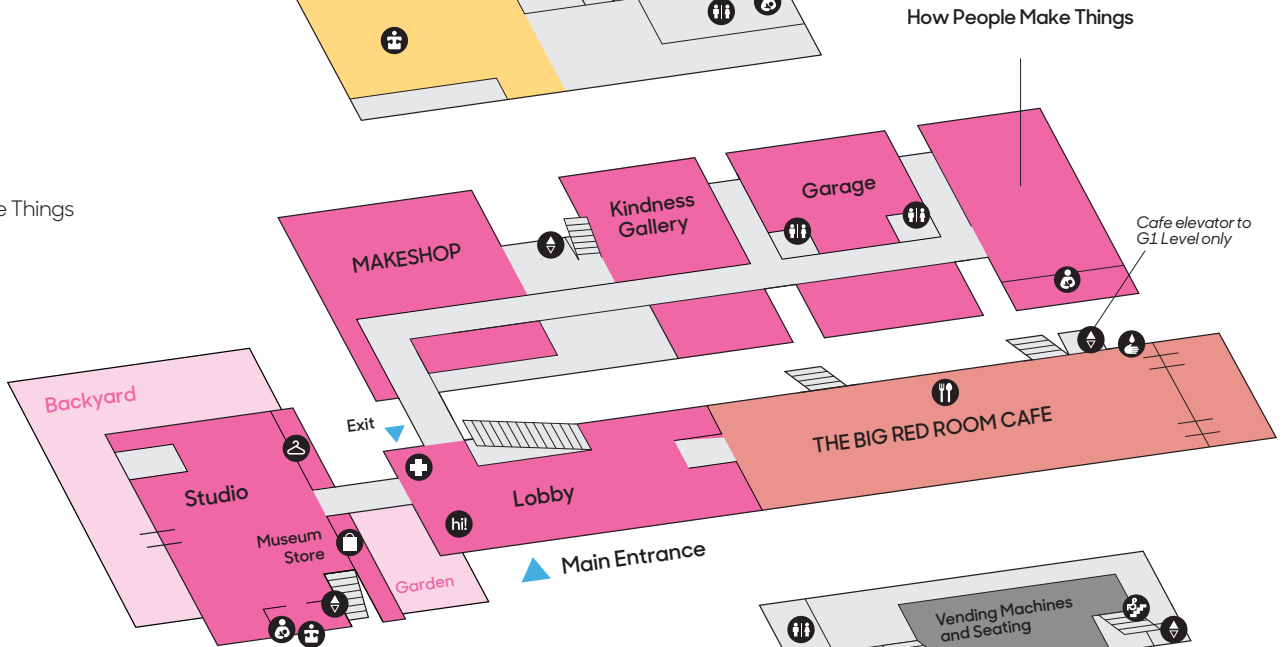 How People Make Things
e Things
Kindness
Gallery
Garage
MAKESHOP
Cafe elevator to
G1 Level only
Backyard
Exit
THE BIG RED ROOM CAFE
Studio
Lobby
hi!
Museum
Store
Main Entrance
Garden
Vending Machines
and Seating